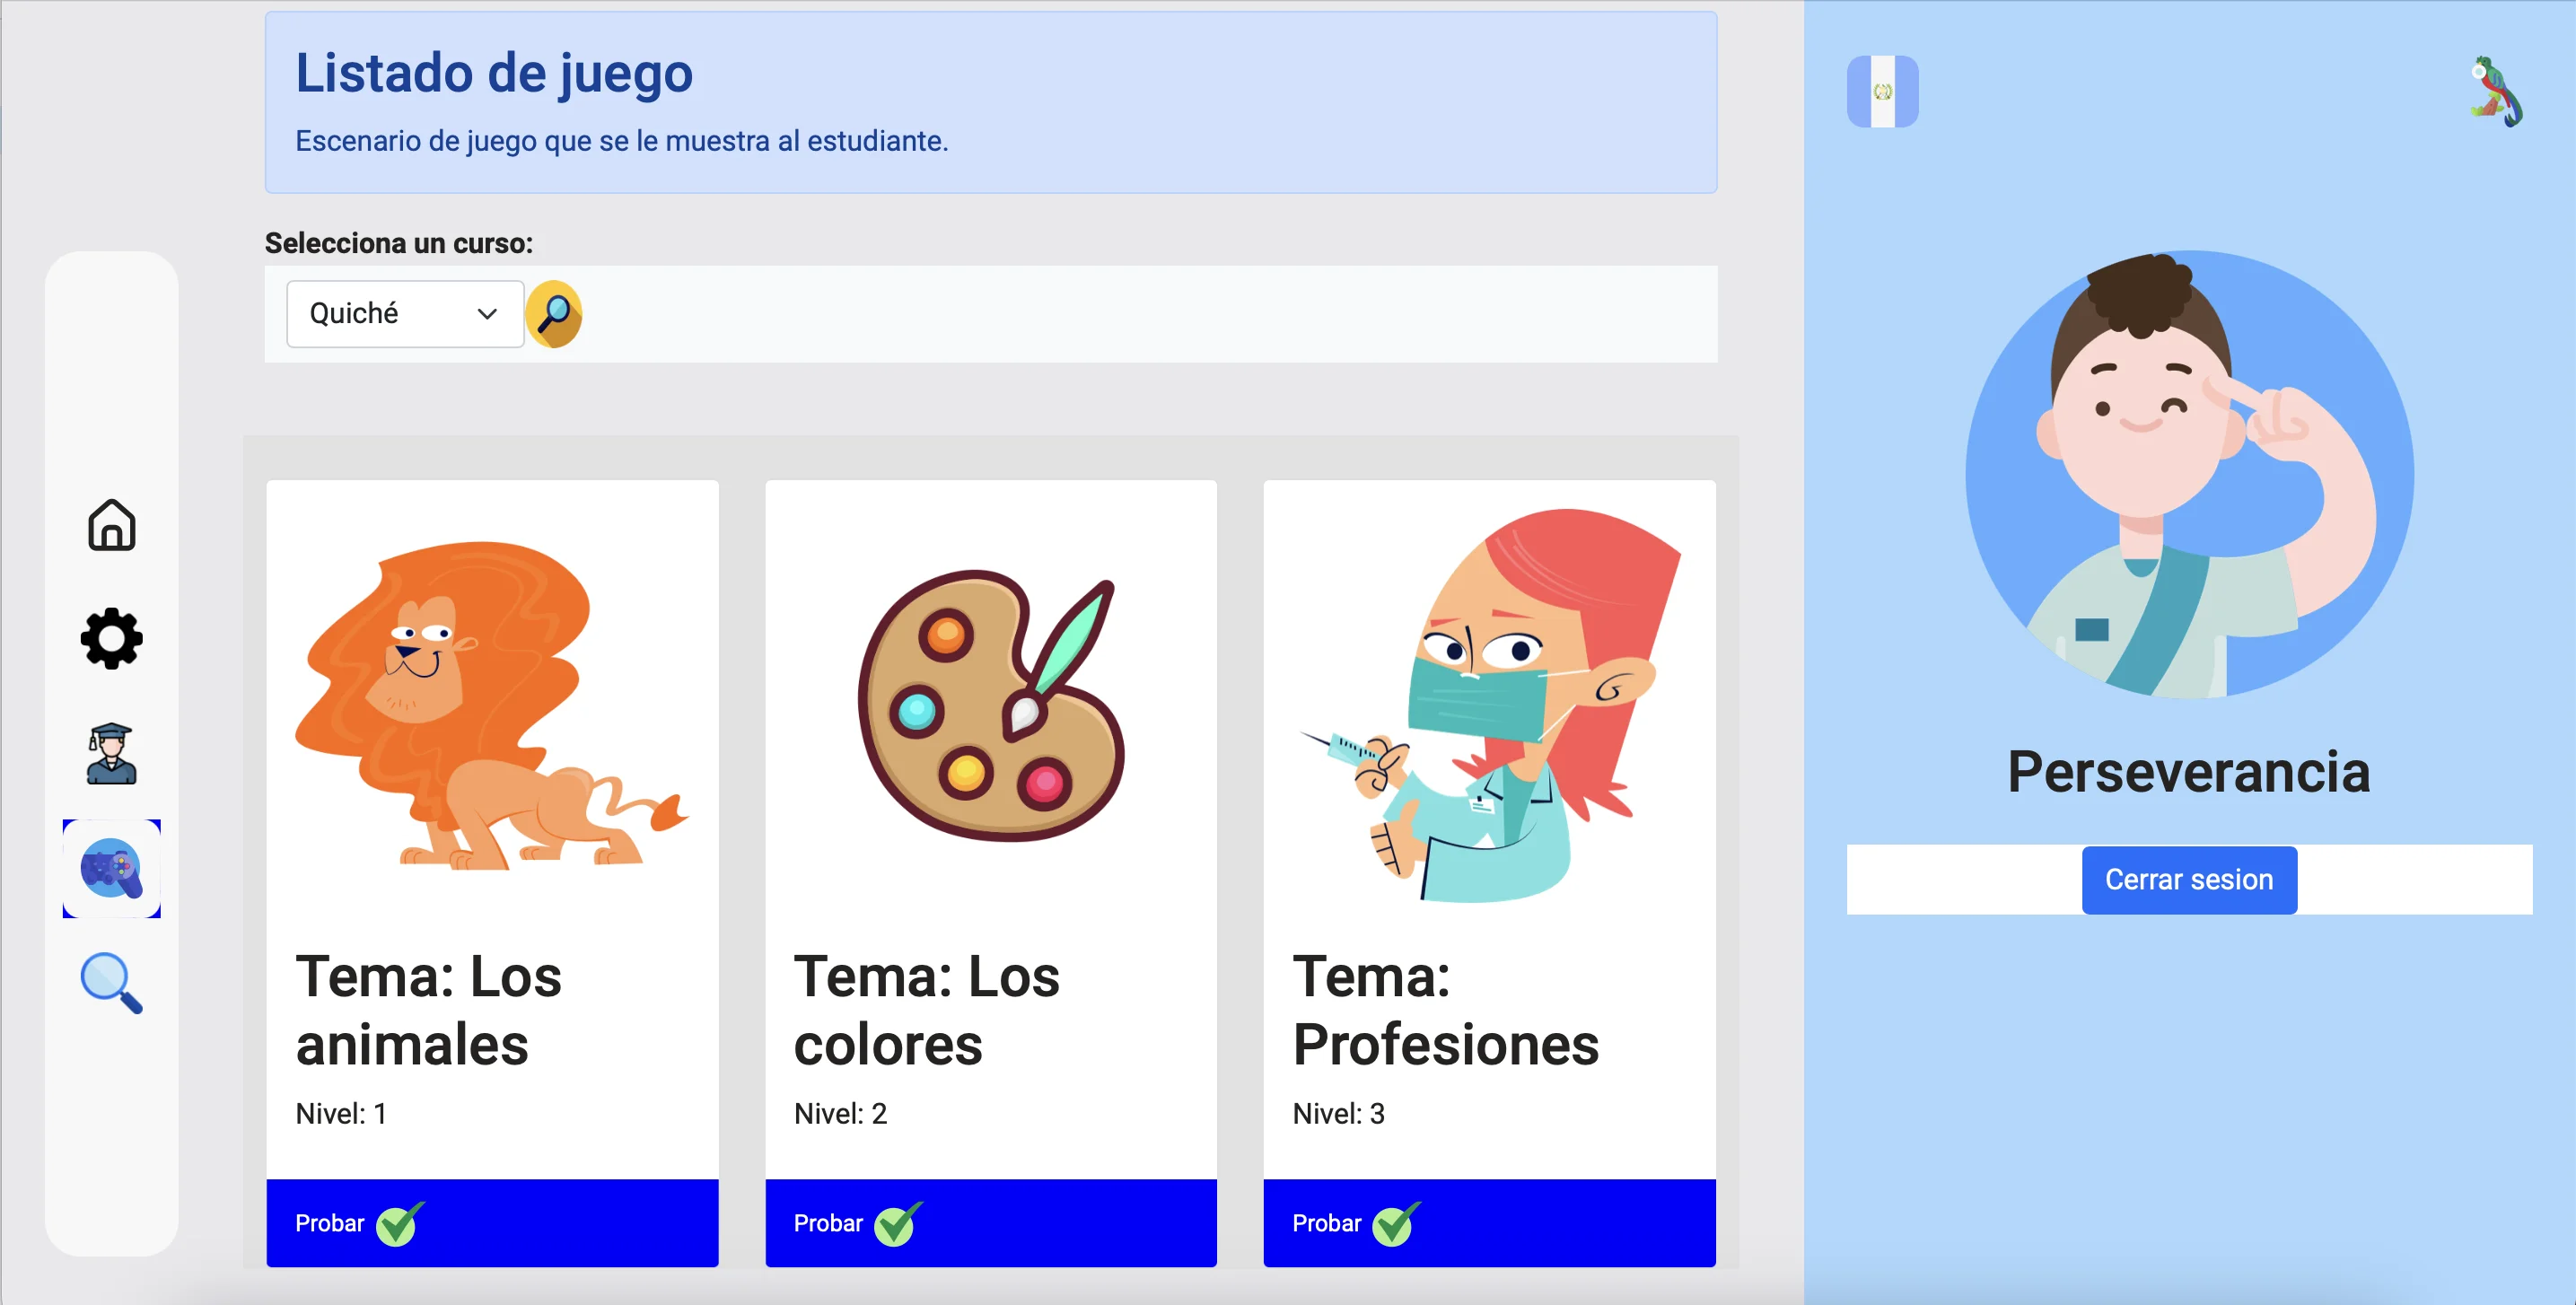 Listado de juego
Escenario de juego que se le muestra al estudiante.
Selecciona un curso:
Quiché
Tema: Los
animales
Nivel: 1
Probar
Tema: Los
colores
Nivel: 2
Probar
Tema:
Profesiones
Nivel: 3
Probar
Perseverancia
Cerrar sesion